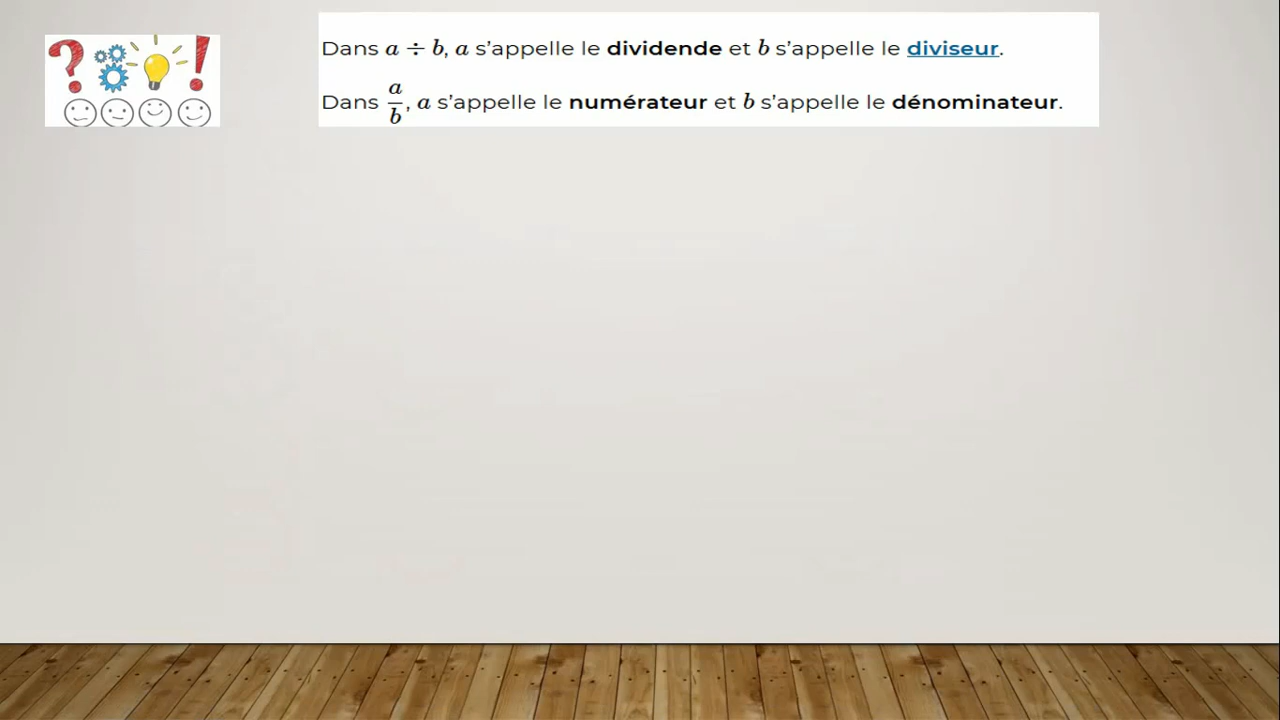 Dans a ÷ b, a s'appelle le dividende et b s'appelle le diviseur.
Dans a/b, a s'appelle le numérateur et b s'appelle le dénominateur.